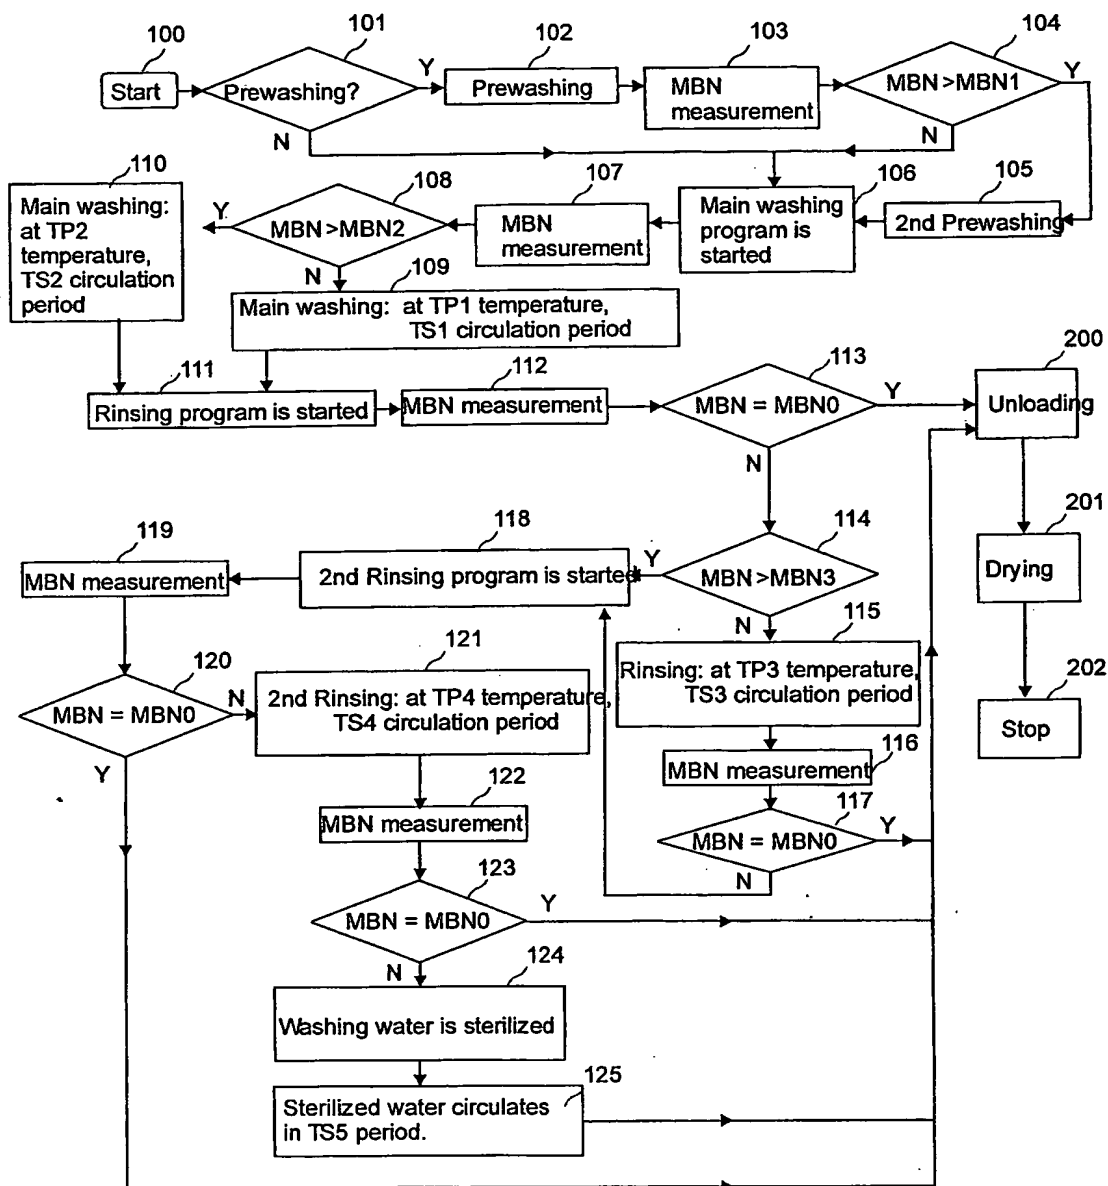 100
101
102
103
104
Start
Prewashing?
Y
Prewashing
MBN
measurement
MBN>MBN1
Y
N
N
110
108
107
106
105
Main washing:
at TP2
temperature,
TS2 circulation
period
Y
MBN>MBN2
MBN
measurement
Main washing
program is
started
2nd Prewashing
N
109
Main washing: at TP1 temperature,
TS1 circulation period
111
112
113
200
Rinsing program is started
MBN measurement
MBN = MBN0
Y
Unloading
N
119
118
114
201
MBN measurement
2nd Rinsing program is started
Y
MBN>MBN3
Drying
N
115
120
121
Rinsing: at TP3 temperature,
TS3 circulation period
202
MBN = MBN0
N
2nd Rinsing: at TP4 temperature,
TS4 circulation period
Stop
Y
116
MBN measurement
122
117
MBN measurement
MBN = MBN0
Y
N
123
MBN = MBN0
Y
N
124
Washing water is sterilized
125
Sterilized water circulates
in TS5 period.